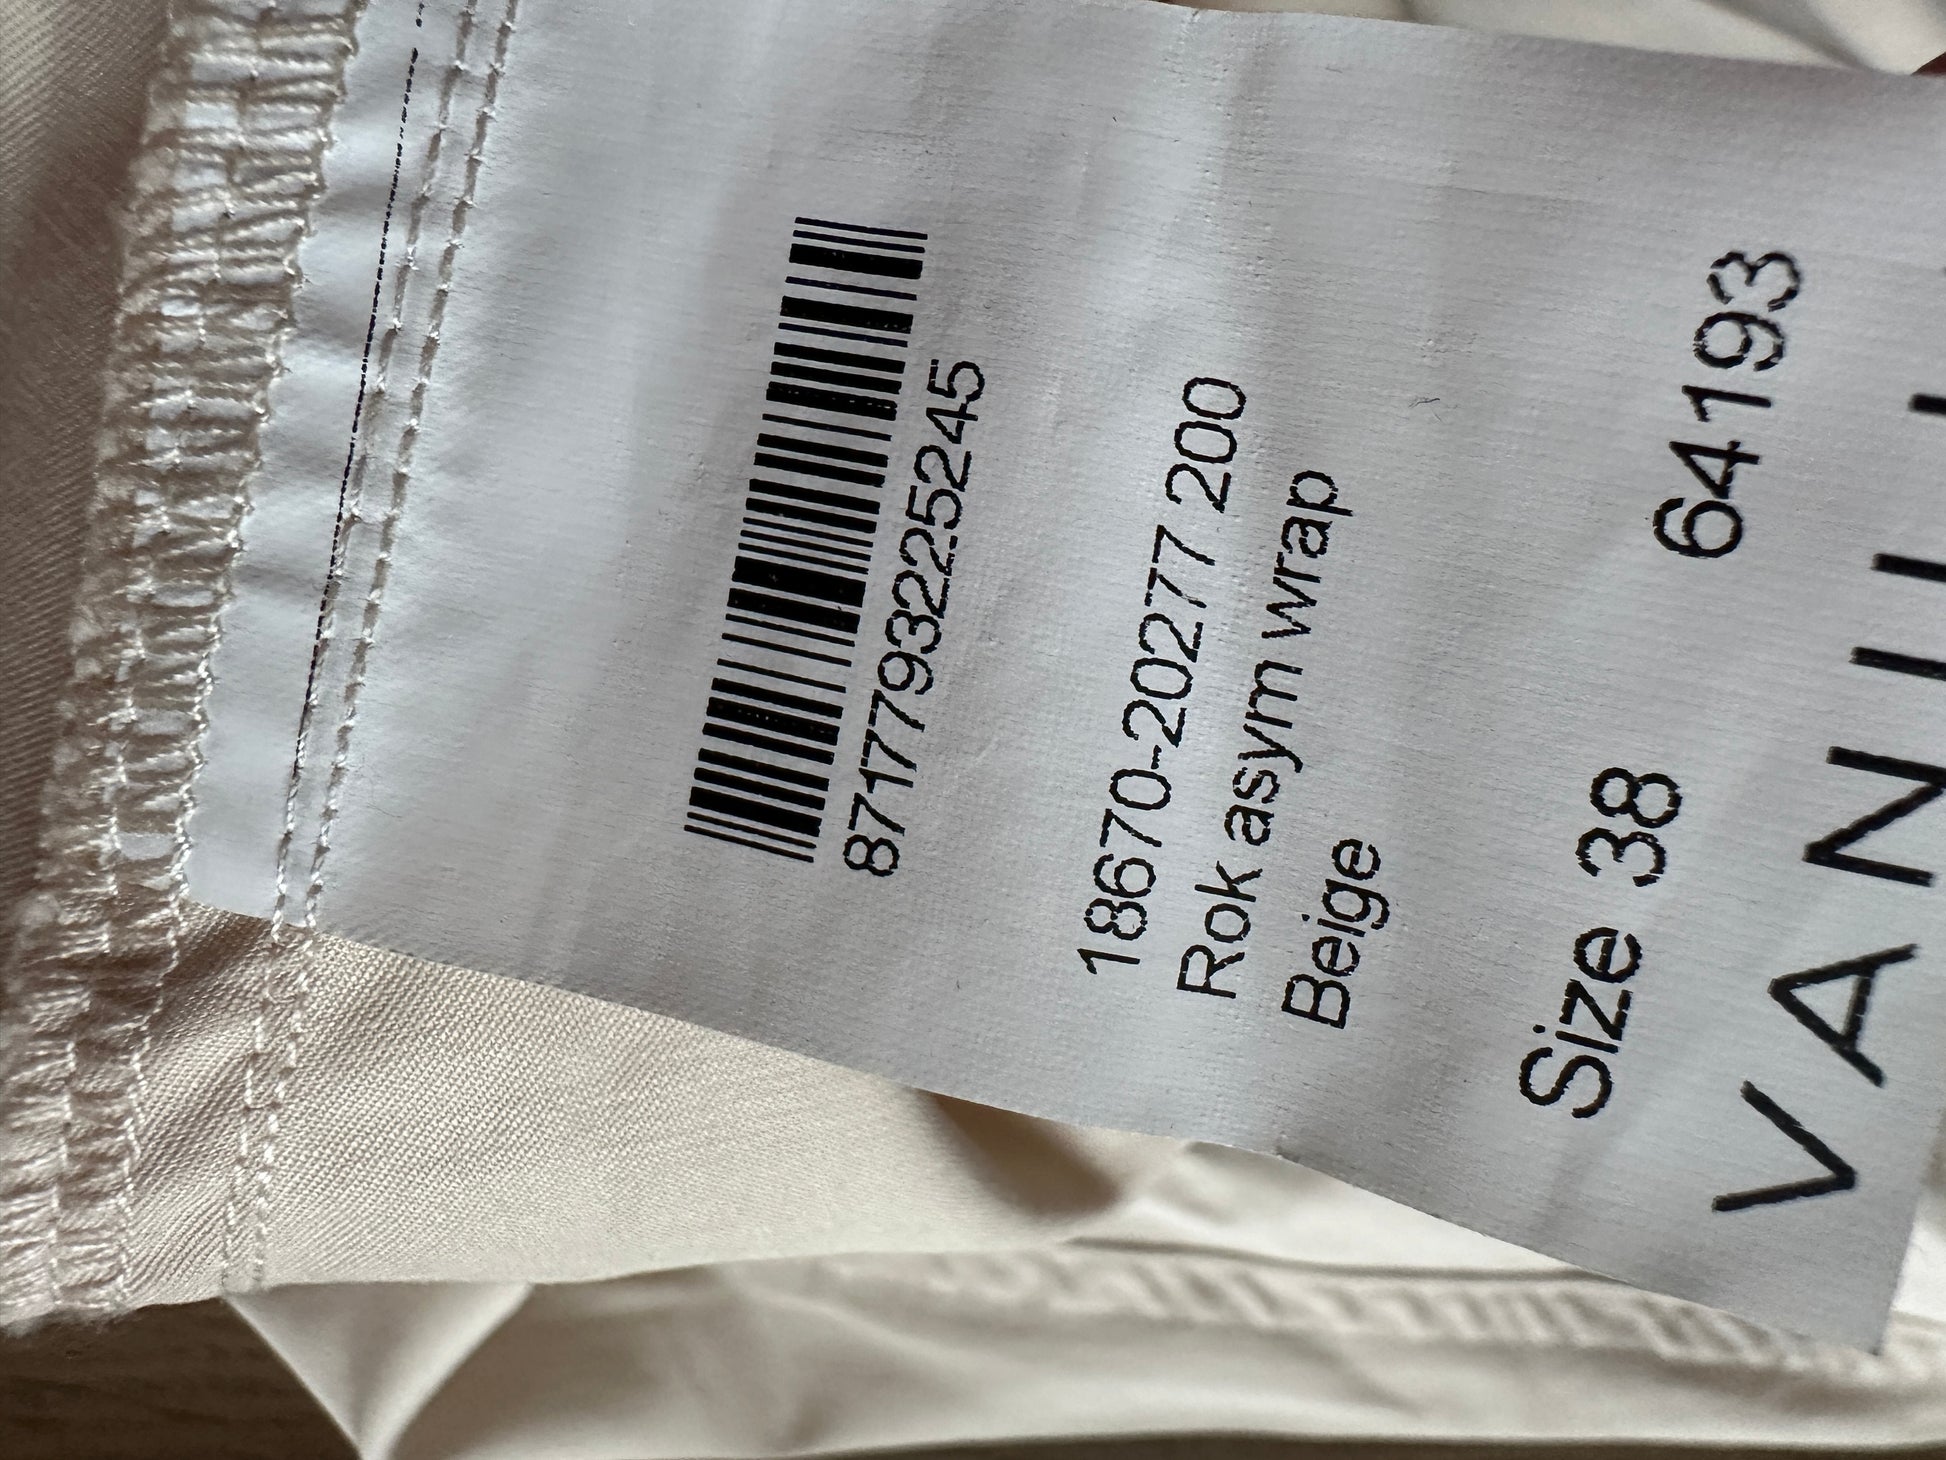 8717793225245
18670-20277 200
Rok asym wrap
Beige
Size 38 64193